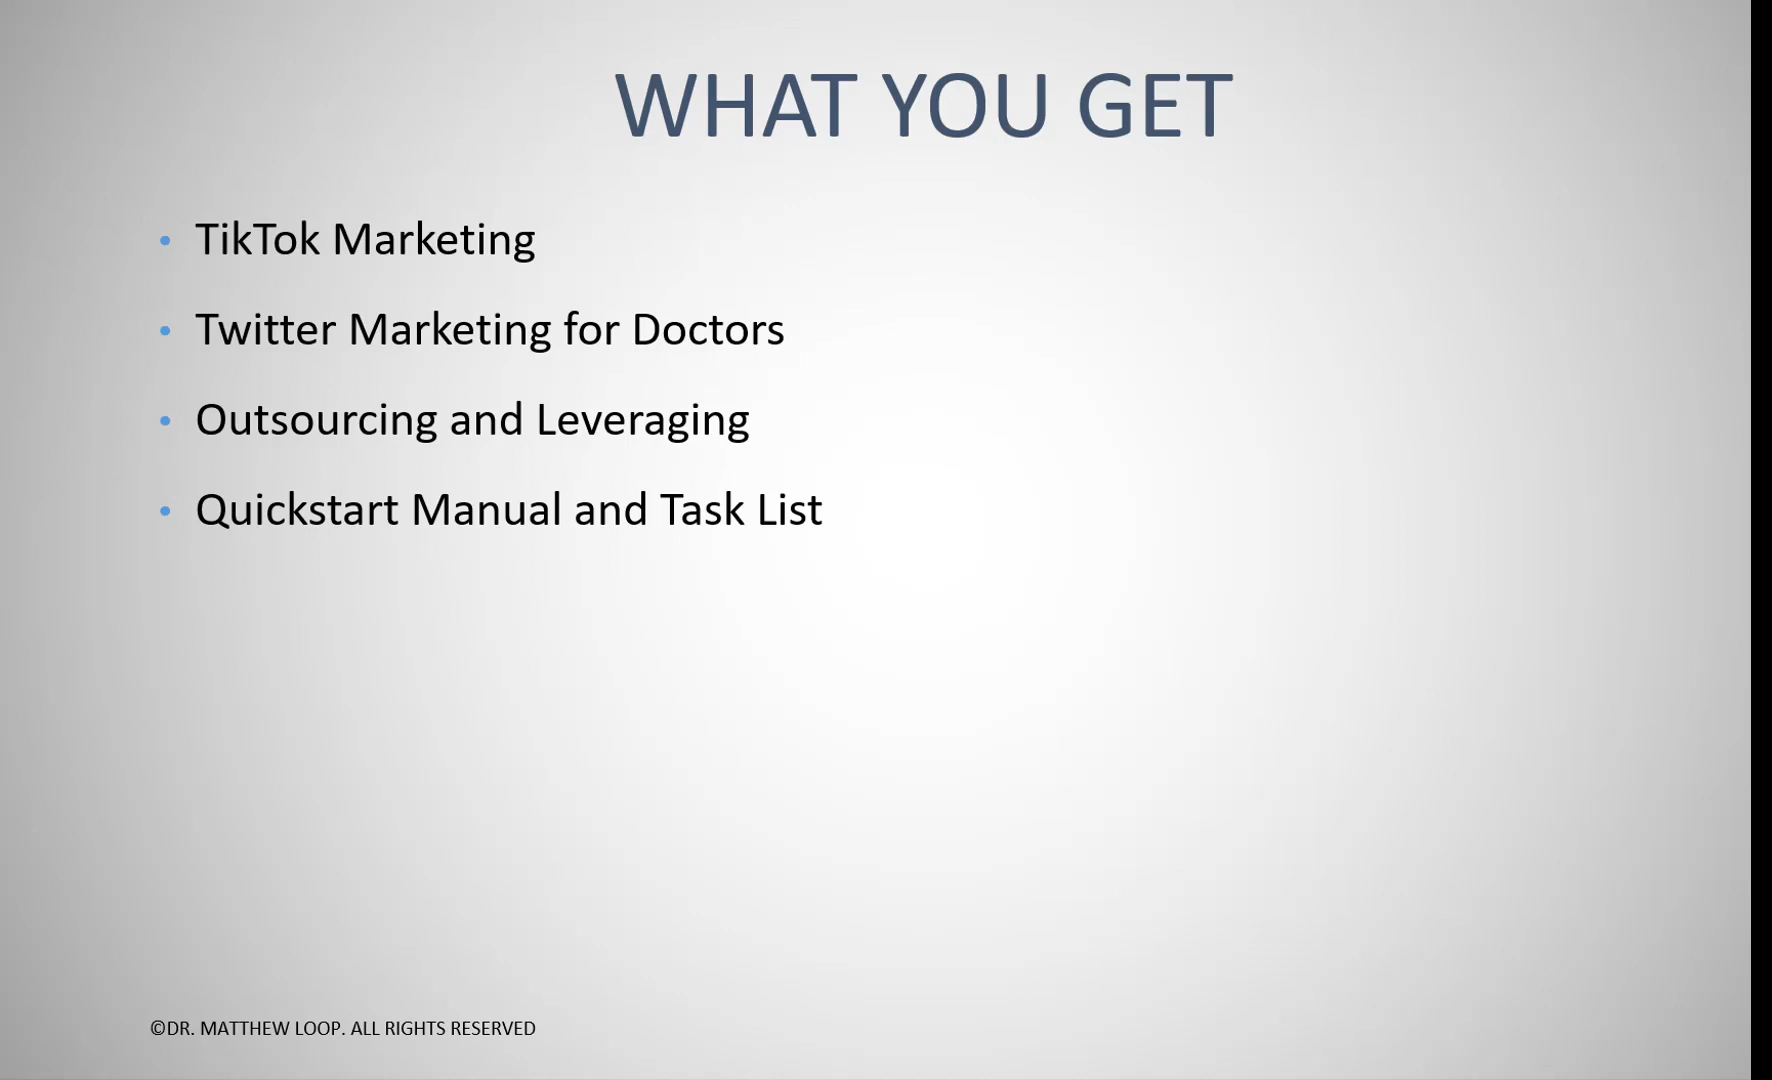 WHAT YOU GET
• TikTok Marketing
• Twitter Marketing for Doctors
• Outsourcing and Leveraging
• Quickstart Manual and Task List
©DR. MATTHEW LOOP. ALL RIGHTS RESERVED